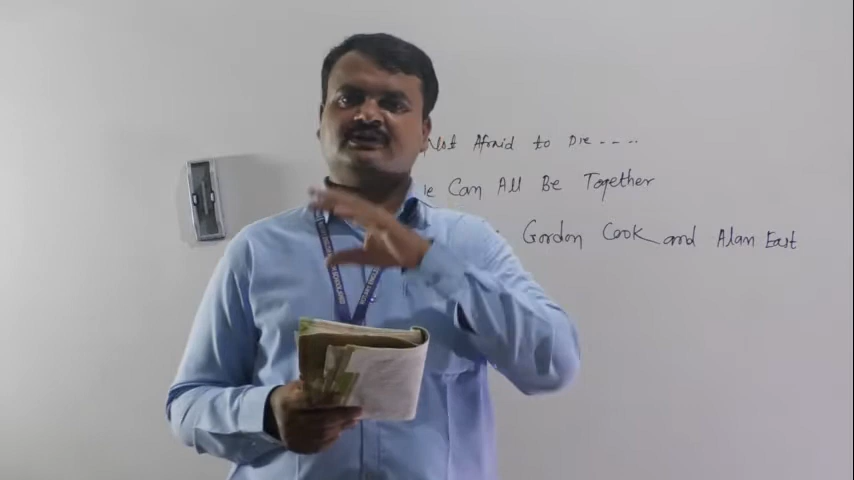 Not Afraid to Die - - - ..
Can All Be Together
Gordon Cook and Alan East